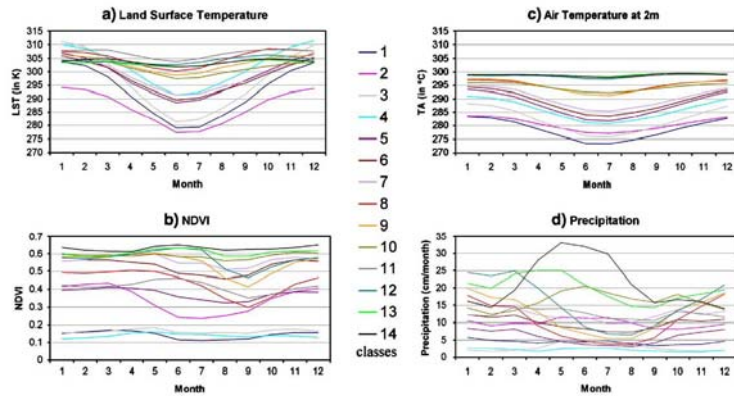 a) Land Surface Temperature
LST (in K)
315
310
305
300
295
290
285
280
275
270
1 2 3 4 5 6 7 8 9 10 11 12
Month
b) NDVI
NDVI
0.7
0.6
0.5
0.4
0.3
0.2
0.1
0
1 2 3 4 5 6 7 8 9 10 11 12
Month
1
2
3
4
5
6
7
8
9
10
11
12
13
14
classes
c) Air Temperature at 2m
TA (in °C)
315
310
305
300
295
290
285
280
275
270
1 2 3 4 5 6 7 8 9 10 11 12
Month
d) Precipitation
Precipitation (cm/month)
35
30
25
20
15
10
5
0
1 2 3 4 5 6 7 8 9 10 11 12
Month